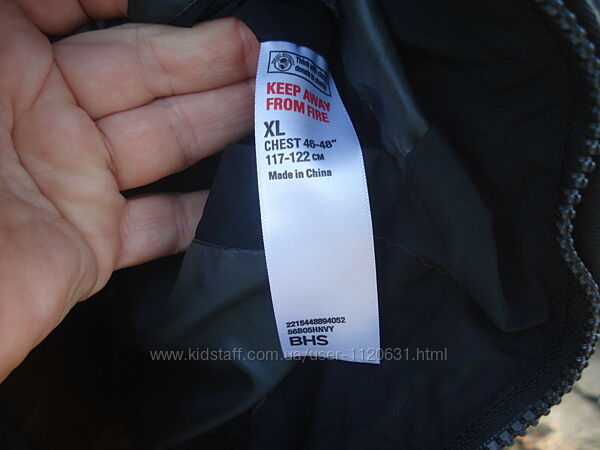 KEEP AWAY
FROM FIRE
XL
CHEST 46-48"
117-122 CM
Made in China
2215448894052
56B05HNVY
BHS
www.kidstaff.com.ua/user-1120631.html